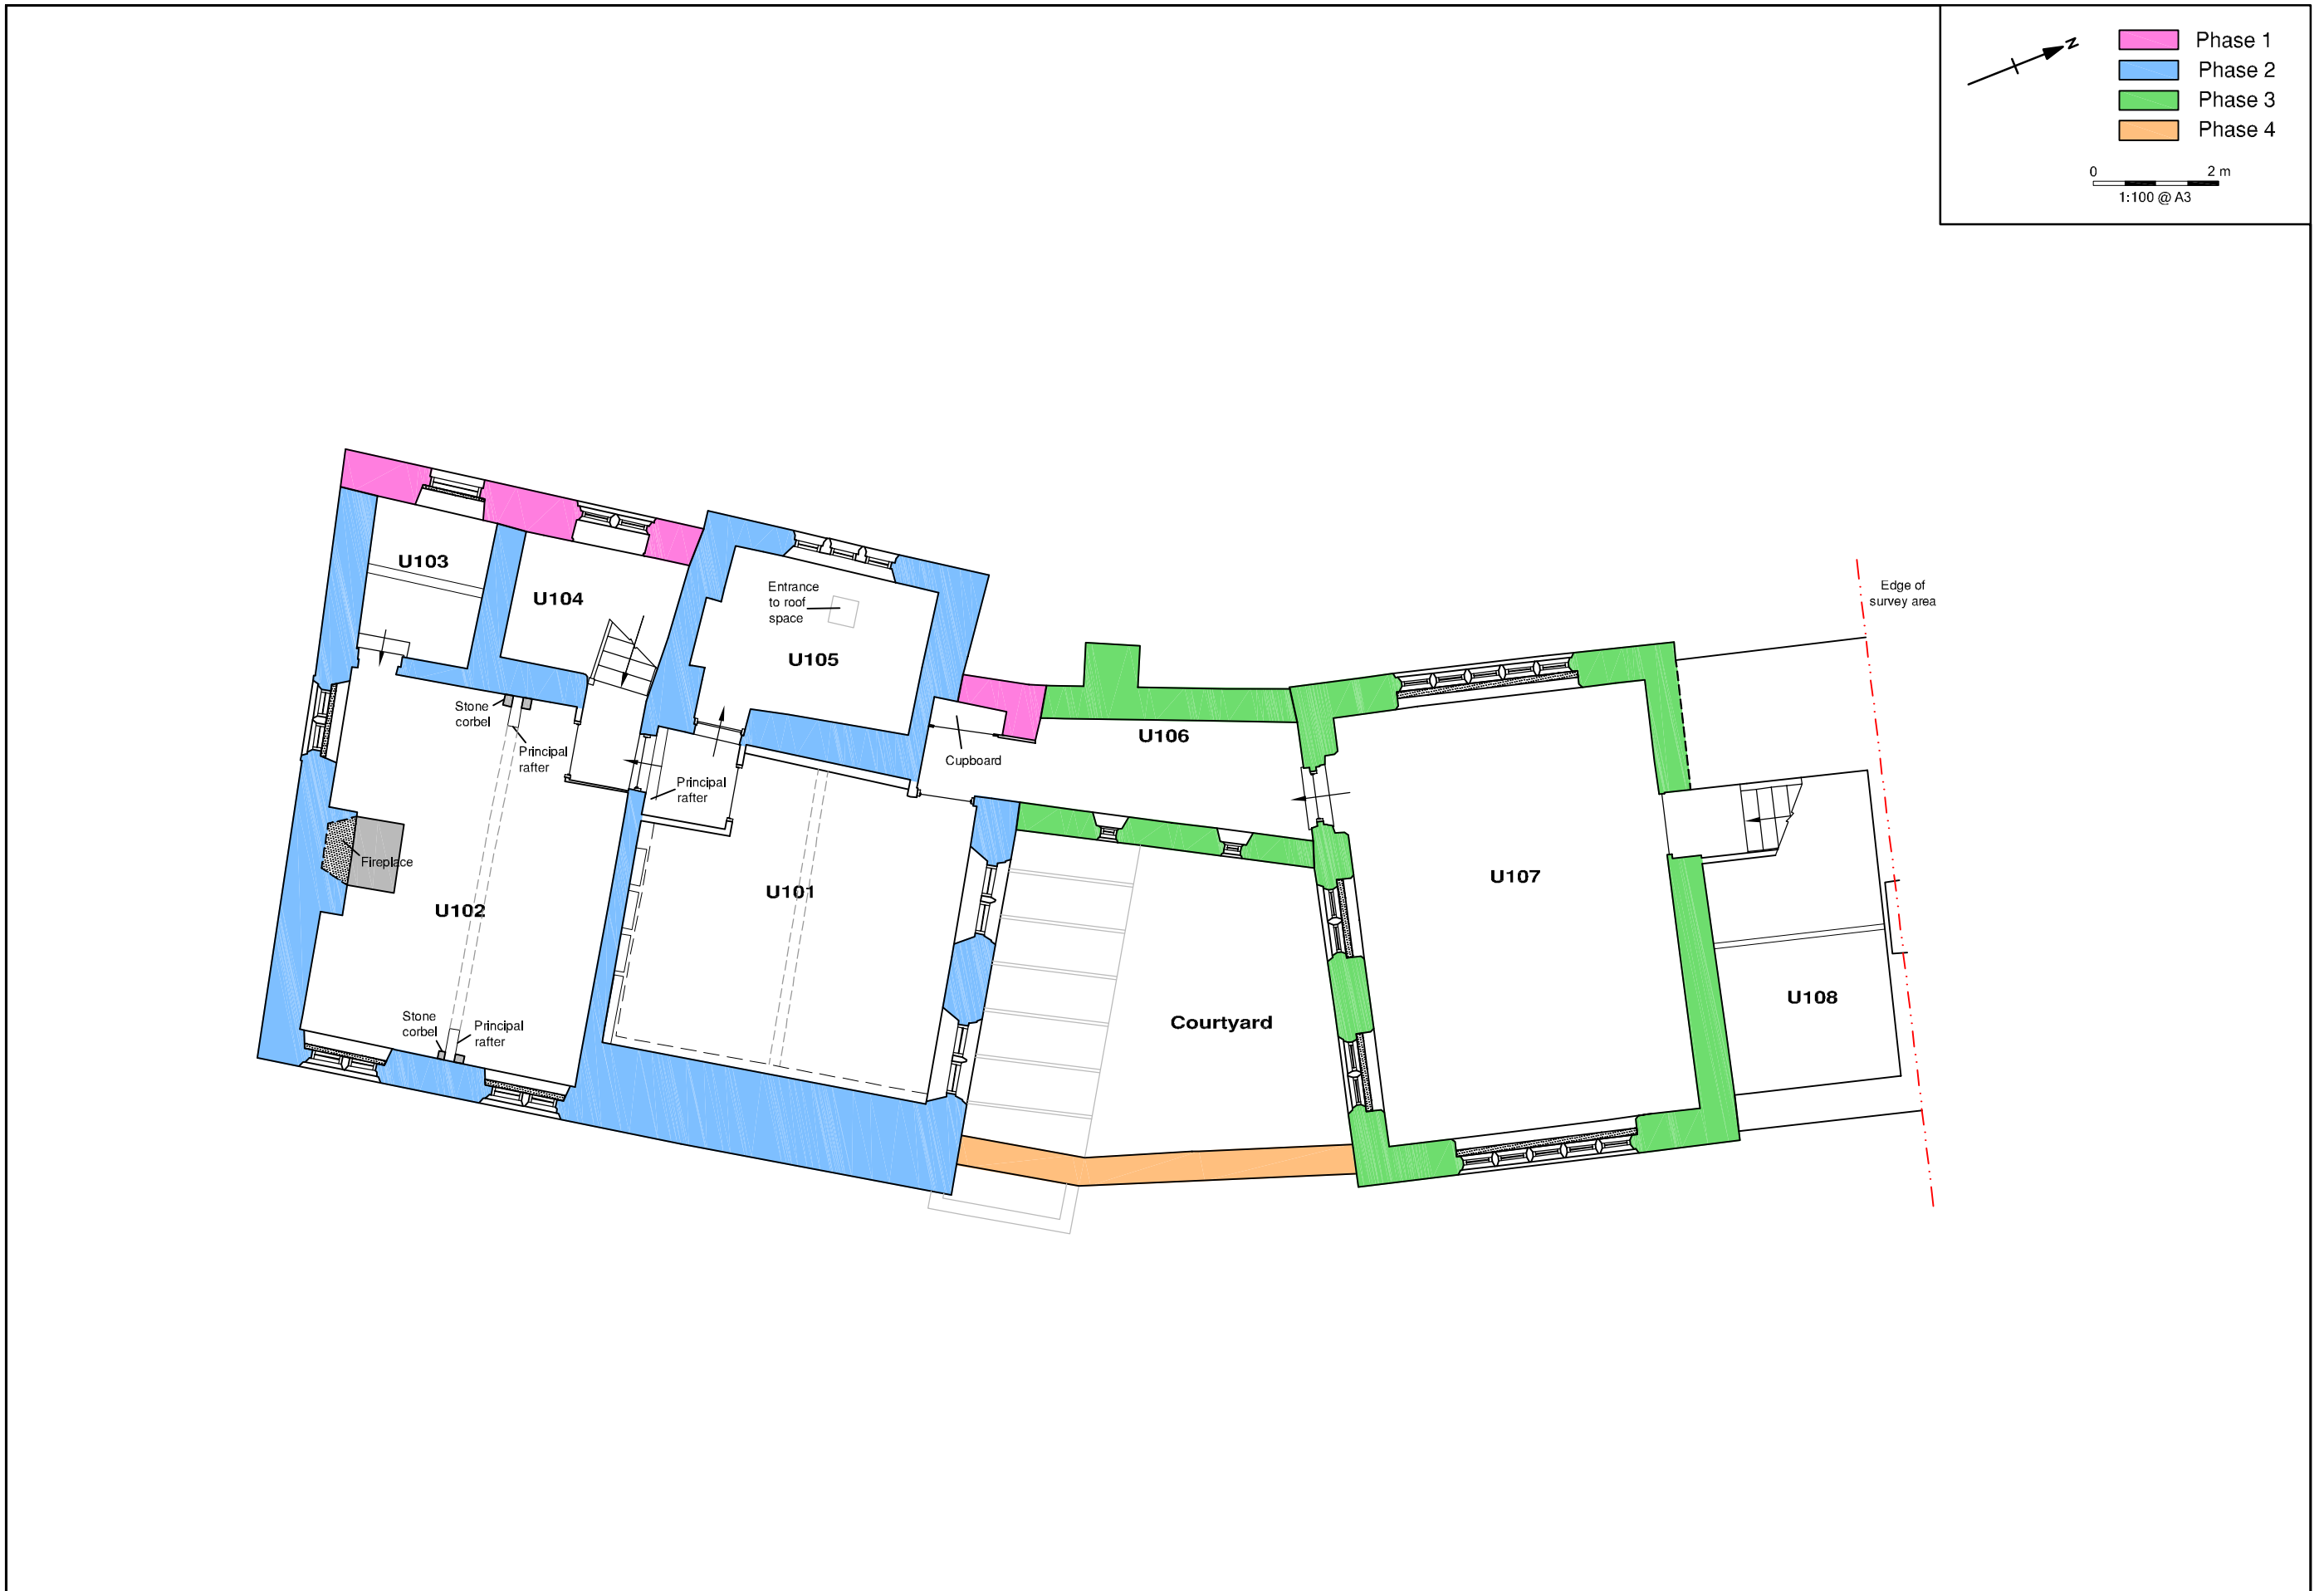 N
Phase 1
Phase 2
Phase 3
Phase 4
0 2 m
1:100 @ A3
Edge of
survey area
U103
U104
Entrance
to roof
space
U105
Stone
corbel
Principal
rafter
Principal
rafter
Cupboard
U106
Fireplace
U102
U101
U107
U108
Courtyard
Stone
corbel
Principal
rafter